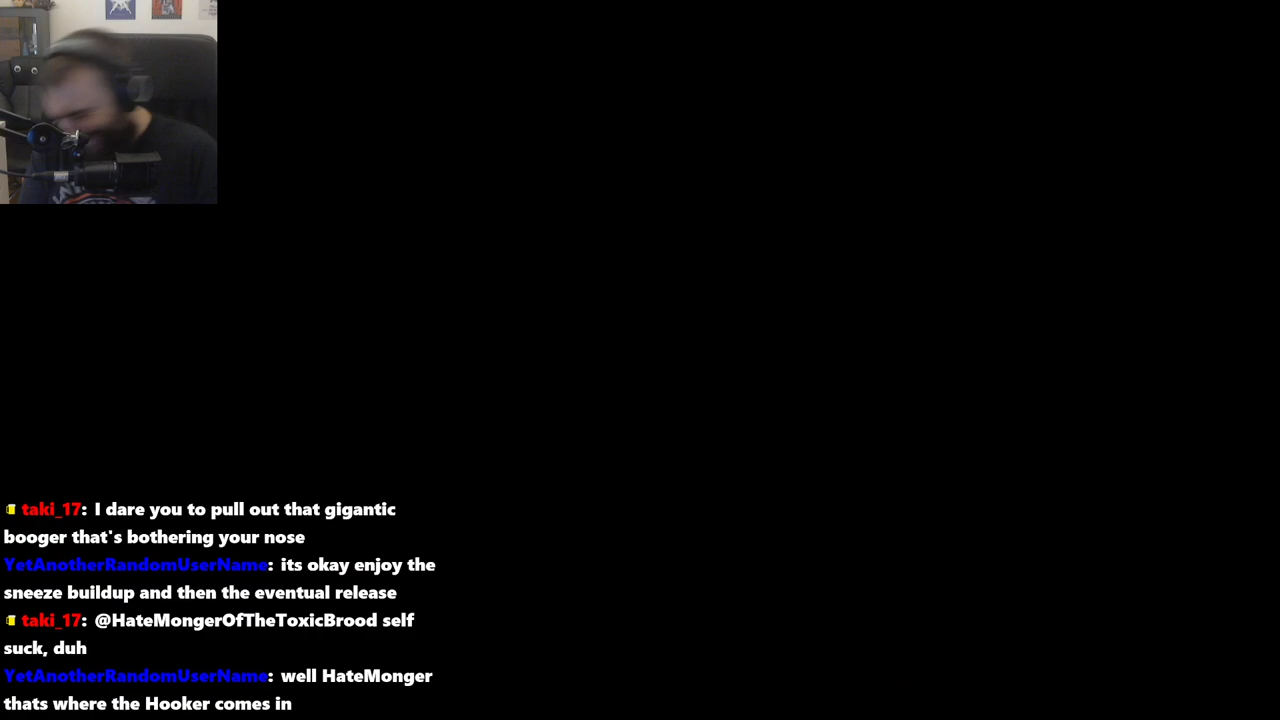 taki_17: I dare you to pull out that gigantic
booger that's bothering your nose
YetAnotherRandomUserName: its okay enjoy the
sneeze buildup and then the eventual release
taki_17: @HateMongerOfTheToxicBrood self
suck, duh
YetAnotherRandomUserName: well HateMonger
thats where the Hooker comes in